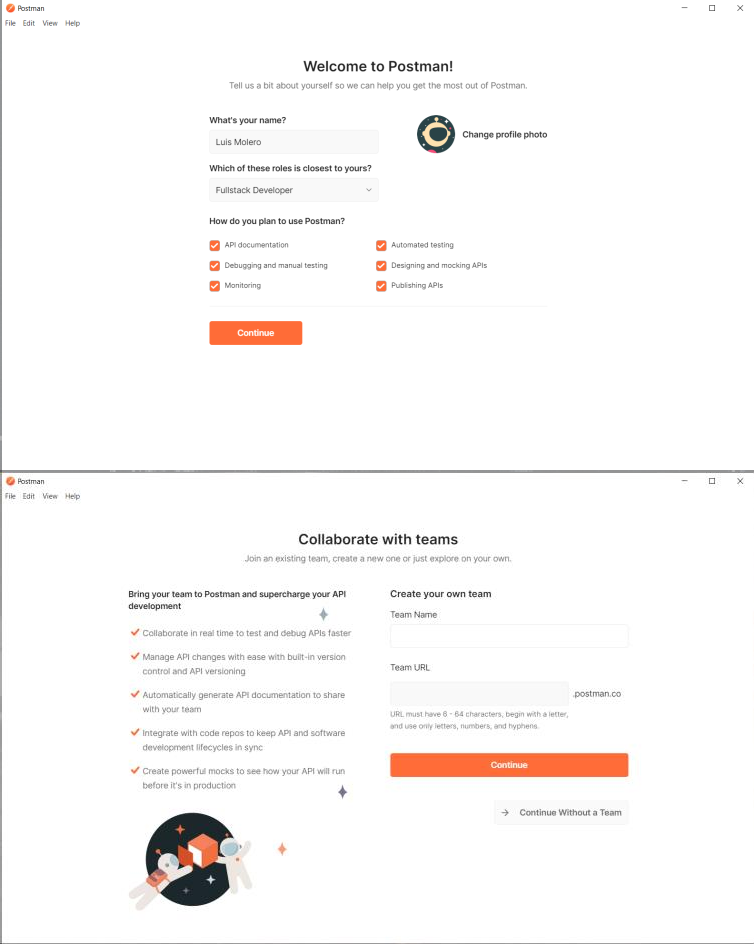 Postman
File Edit View Help
Welcome to Postman!
Tell us a bit about yourself so we can help you get the most out of Postman.
What's your name?
Luis Molero
Change profile photo
Which of these roles is closest to yours?
Fullstack Developer
How do you plan to use Postman?
API documentation
Automated testing
Debugging and manual testing
Designing and mocking APIs
Monitoring
Publishing APIs
Continue
Postman
File Edit View Help
Collaborate with teams
Join an existing team, create a new one or just explore on your own.
Bring your team to Postman and supercharge your API
development
Collaborate in real time to test and debug APIs faster
Manage API changes with ease with built-in version
control and API versioning
Automatically generate API documentation to share
with your team
Integrate with code repos to keep API and software
development lifecycles in sync
Create powerful mocks to see how your API will run
before it's in production
Create your own team
Team Name
Team URL
.postman.co
URL must have 6 - 64 characters, begin with a letter,
and use only letters, numbers, and hyphens.
Continue
Continue Without a Team